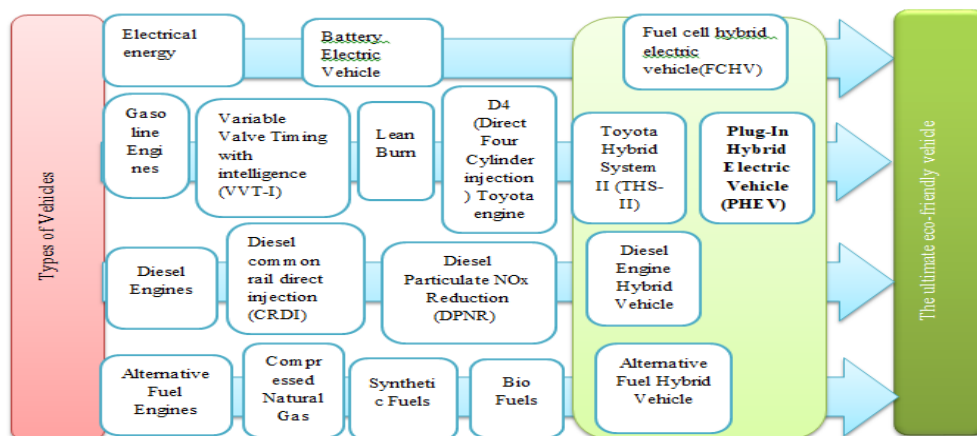 Types of Vehicles
Electrical
energy
Battery
Electric
Vehicle
Fuel cell hybrid
electric
vehicle(FCHV)
Gaso
line
Engi
nes
Variable
Valve Timing
with
intelligence
(VVT-I)
Lean
Burn
D4
(Direct
Four
Cylinder
injection
) Toyota
engine
Toyota
Hybrid
System
II (THS-
II)
Plug-In
Hybrid
Electric
Vehicle
(PHEV)
Diesel
Engines
Diesel
common
rail direct
injection
(CRDI)
Diesel
Particulate NOx
Reduction
(DPNR)
Diesel
Engine
Hybrid
Vehicle
Alternative
Fuel
Engines
Compr
essed
Natural
Gas
Syntheti
c Fuels
Bio
Fuels
Alternative
Fuel Hybrid
Vehicle
The ultimate eco-friendly vehicle